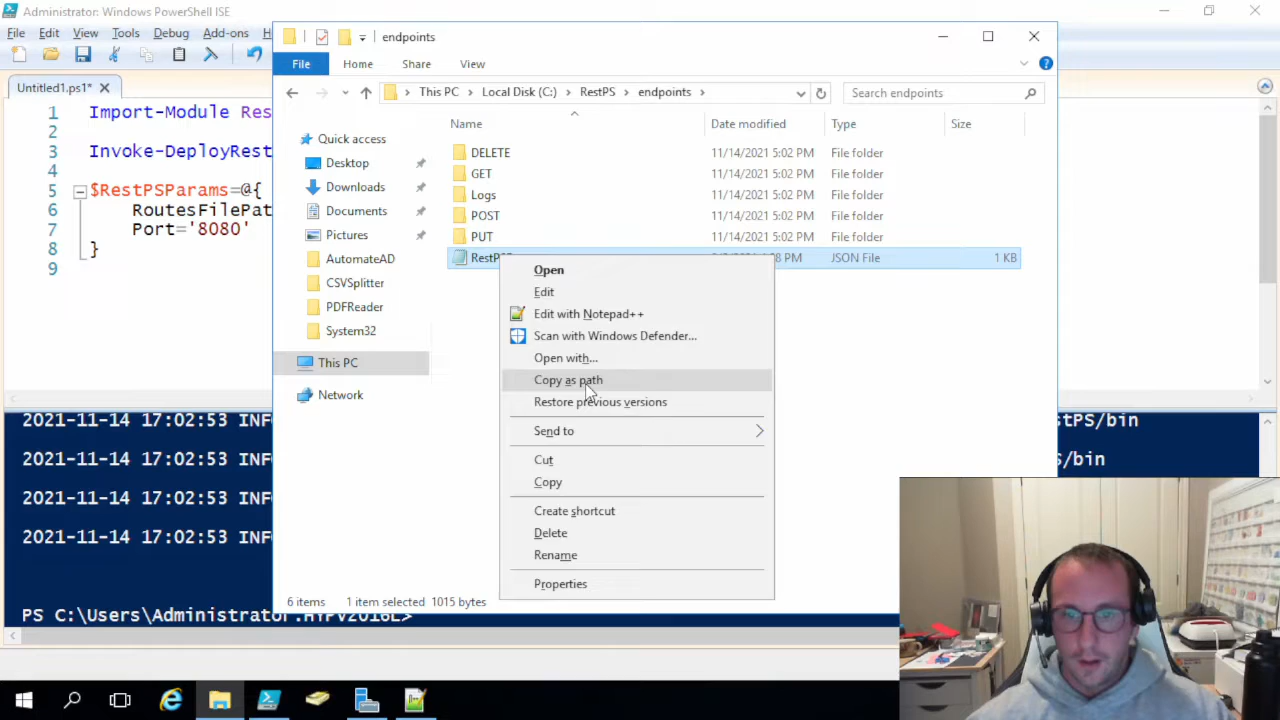 Administrator: Windows PowerShell ISE
File Edit View Tools Debug Add-ons H
Untitled1.ps1* X
1 Import-Module Res
2
3 Invoke-DeployRest
4
5 $RestPSParams=@{
6 RoutesFilePat
7 Port='8080'
8 }
9
endpoints
File Home Share View
This PC > Local Disk (C:) > RestPS > endpoints >
Search endpoints
Name Date modified Type Size
Quick access
Desktop
Downloads
Documents
Pictures
AutomateAD
CSVSplitter
PDFReader
System32
This PC
Network
DELETE 11/14/2021 5:02 PM File folder
GET 11/14/2021 5:02 PM File folder
Logs 11/14/2021 5:02 PM File folder
POST 11/14/2021 5:02 PM File folder
PUT 11/14/2021 5:02 PM File folder
JSON File 1 KB
Open
Edit
Edit with Notepad++
Scan with Windows Defender...
Open with...
Copy as path
Restore previous versions
Send to
Cut
Copy
Create shortcut
Delete
Rename
Properties
6 items 1 item selected 1015 bytes
2021-11-14 17:02:53 INF tPS/bin
2021-11-14 17:02:53 INF /bin
2021-11-14 17:02:53 INF
2021-11-14 17:02:53 INF
PS C:\Users\Administrator.HYPV2016L>